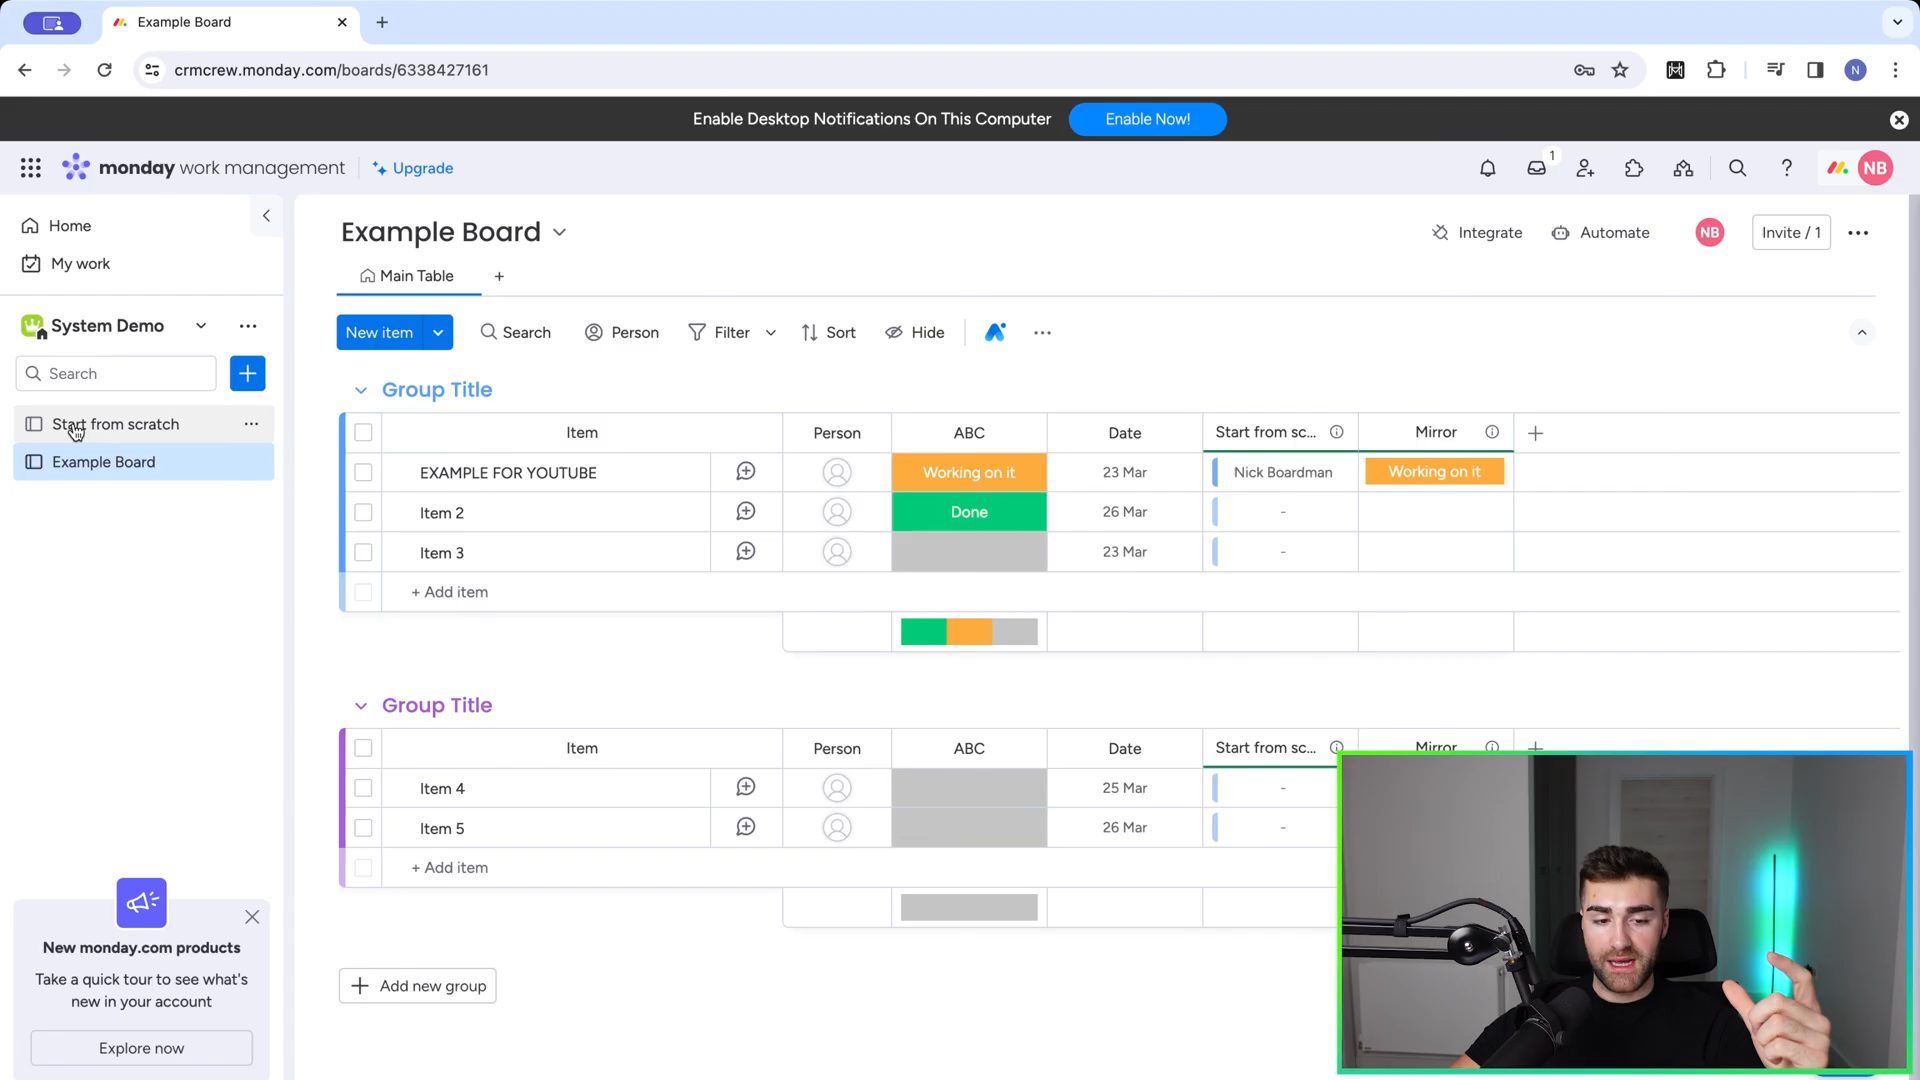 Example Board
crmcrew.monday.com/boards/6338427161
N
Enable Desktop Notifications On This Computer
Enable Now!
monday work management
Upgrade
1
NB
Home
My work
System Demo
Search
Start from scratch
Example Board
Example Board
Integrate
Automate
NB
Invite / 1
Main Table
New item
Search
Person
Filter
Sort
Hide
Group Title
Item Person ABC Date Start from sc... Mirror
EXAMPLE FOR YOUTUBE Working on it 23 Mar Nick Boardman Working on it
Item 2 Done 26 Mar -
Item 3 23 Mar -
+ Add item
Group Title
Item Person ABC Date Start from sc... Mirror
Item 4 25 Mar -
Item 5 26 Mar -
+ Add item
Add new group
New monday.com products
Take a quick tour to see what's
new in your account
Explore now